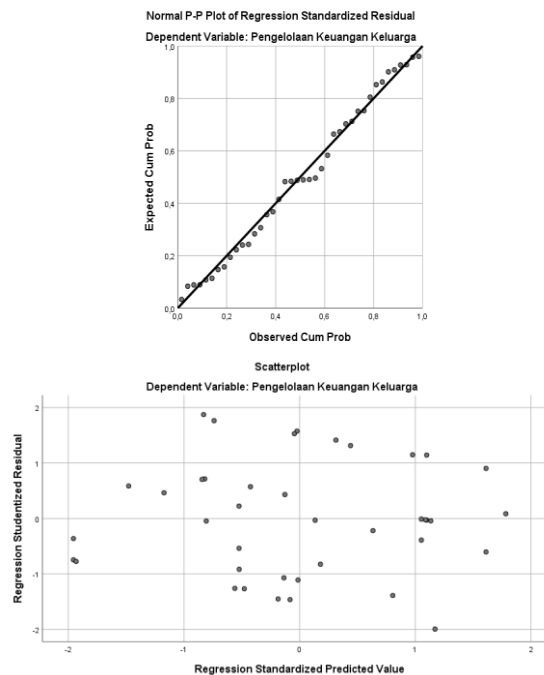 Normal P-P Plot of Regression Standardized Residual
Dependent Variable: Pengelolaan Keuangan Keluarga
1,0
0,8
0,6
0,4
0,2
0,0
Expected Cum Prob
0,0 0,2 0,4 0,6 0,8 1,0
Observed Cum Prob
Scatterplot
Dependent Variable: Pengelolaan Keuangan Keluarga
2
1
0
-1
-2
Regression Studentized Residual
-2 -1 0 1 2
Regression Standardized Predicted Value